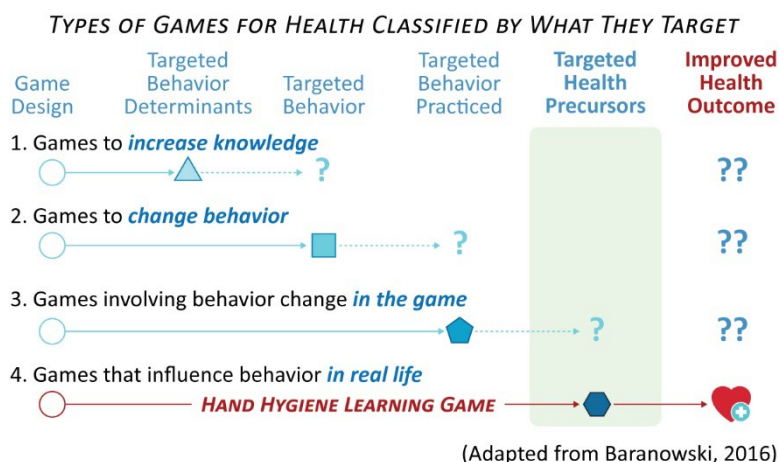 TYPES OF GAMES FOR HEALTH CLASSIFIED BY WHAT THEY TARGET
Game
Design
Targeted
Behavior
Determinants
Targeted
Behavior
Targeted
Behavior
Practiced
Targeted
Health
Precursors
Improved
Health
Outcome
1. Games to increase knowledge
? ??
2. Games to change behavior
? ??
3. Games involving behavior change in the game
? ??
4. Games that influence behavior in real life
HAND HYGIENE LEARNING GAME
(Adapted from Baranowski, 2016)